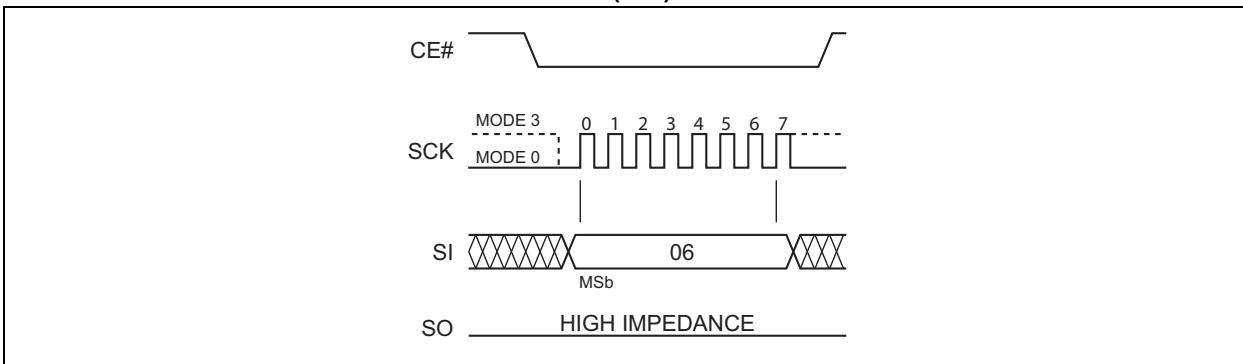 CE#
MODE 3
0 1 2 3 4 5 6 7
SCK
MODE 0
SI
06
MSb
SO
HIGH IMPEDANCE